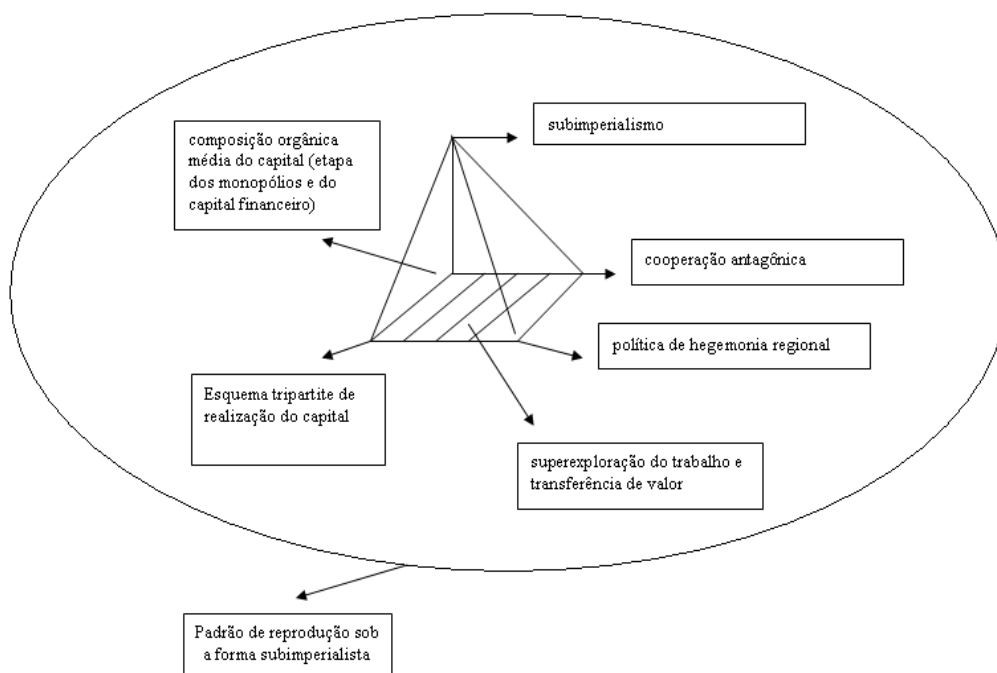 composição orgânica
média do capital (etapa
dos monopólios e do
capital financeiro)
subimperialismo
cooperação antagônica
política de hegemonia regional
Esquema tripartite de
realização do capital
superexploração do trabalho e
transferência de valor
Padrão de reprodução sob
a forma subimperialista